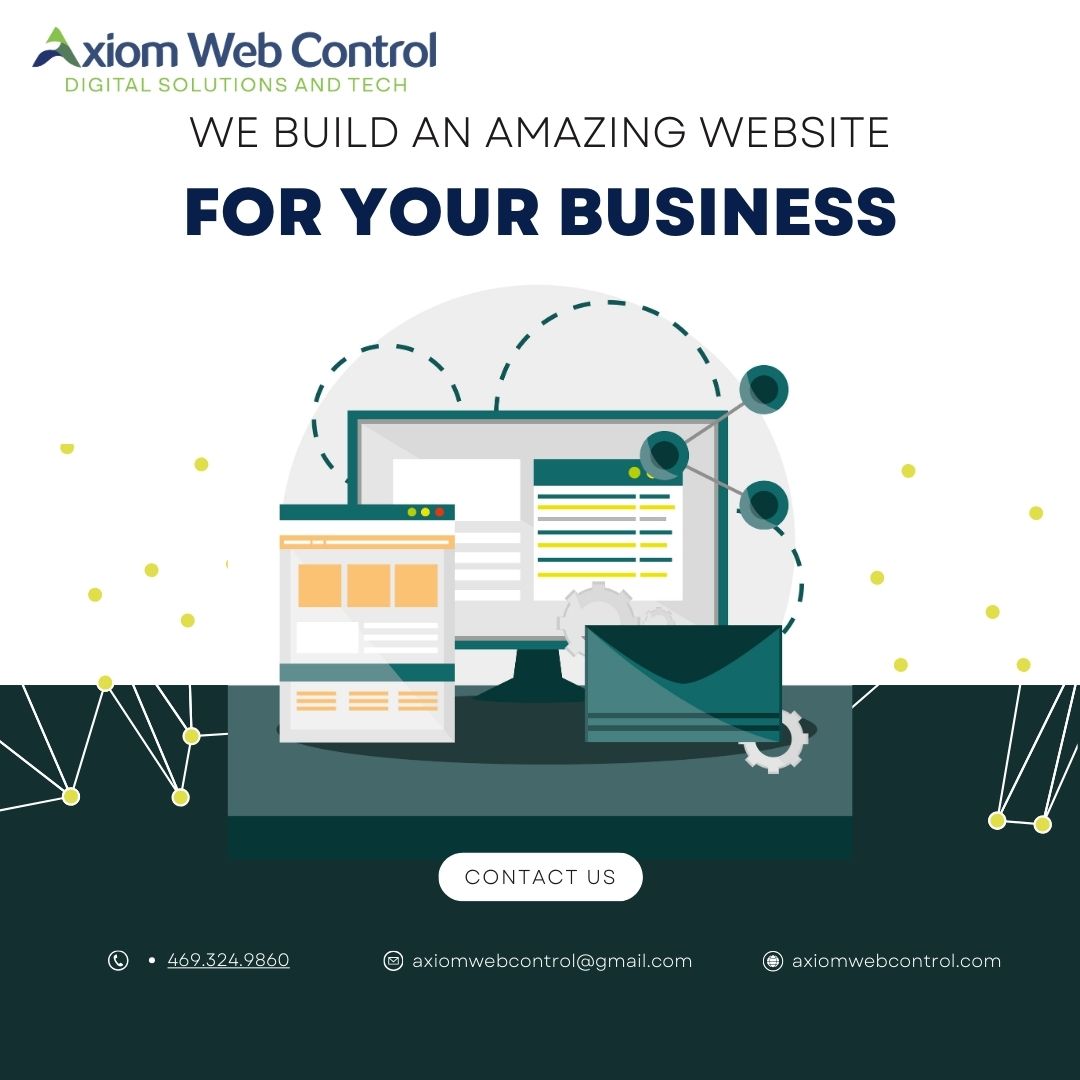 Axiom Web Control
DIGITAL SOLUTIONS AND TECH
WE BUILD AN AMAZING WEBSITE
FOR YOUR BUSINESS
CONTACT US
• 469.324.9860
axiomwebcontrol@gmail.com
axiomwebcontrol.com